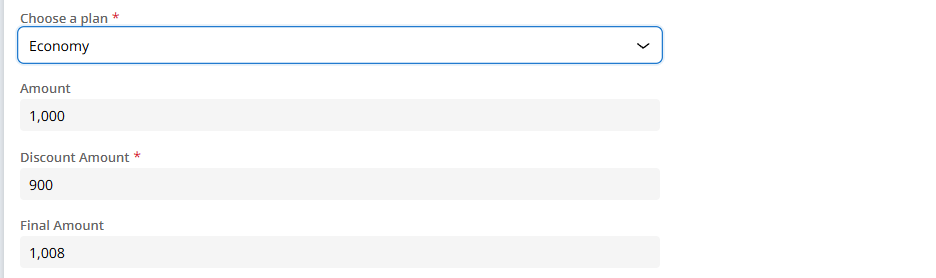 Choose a plan *
Economy
Amount
1,000
Discount Amount *
900
Final Amount
1,008